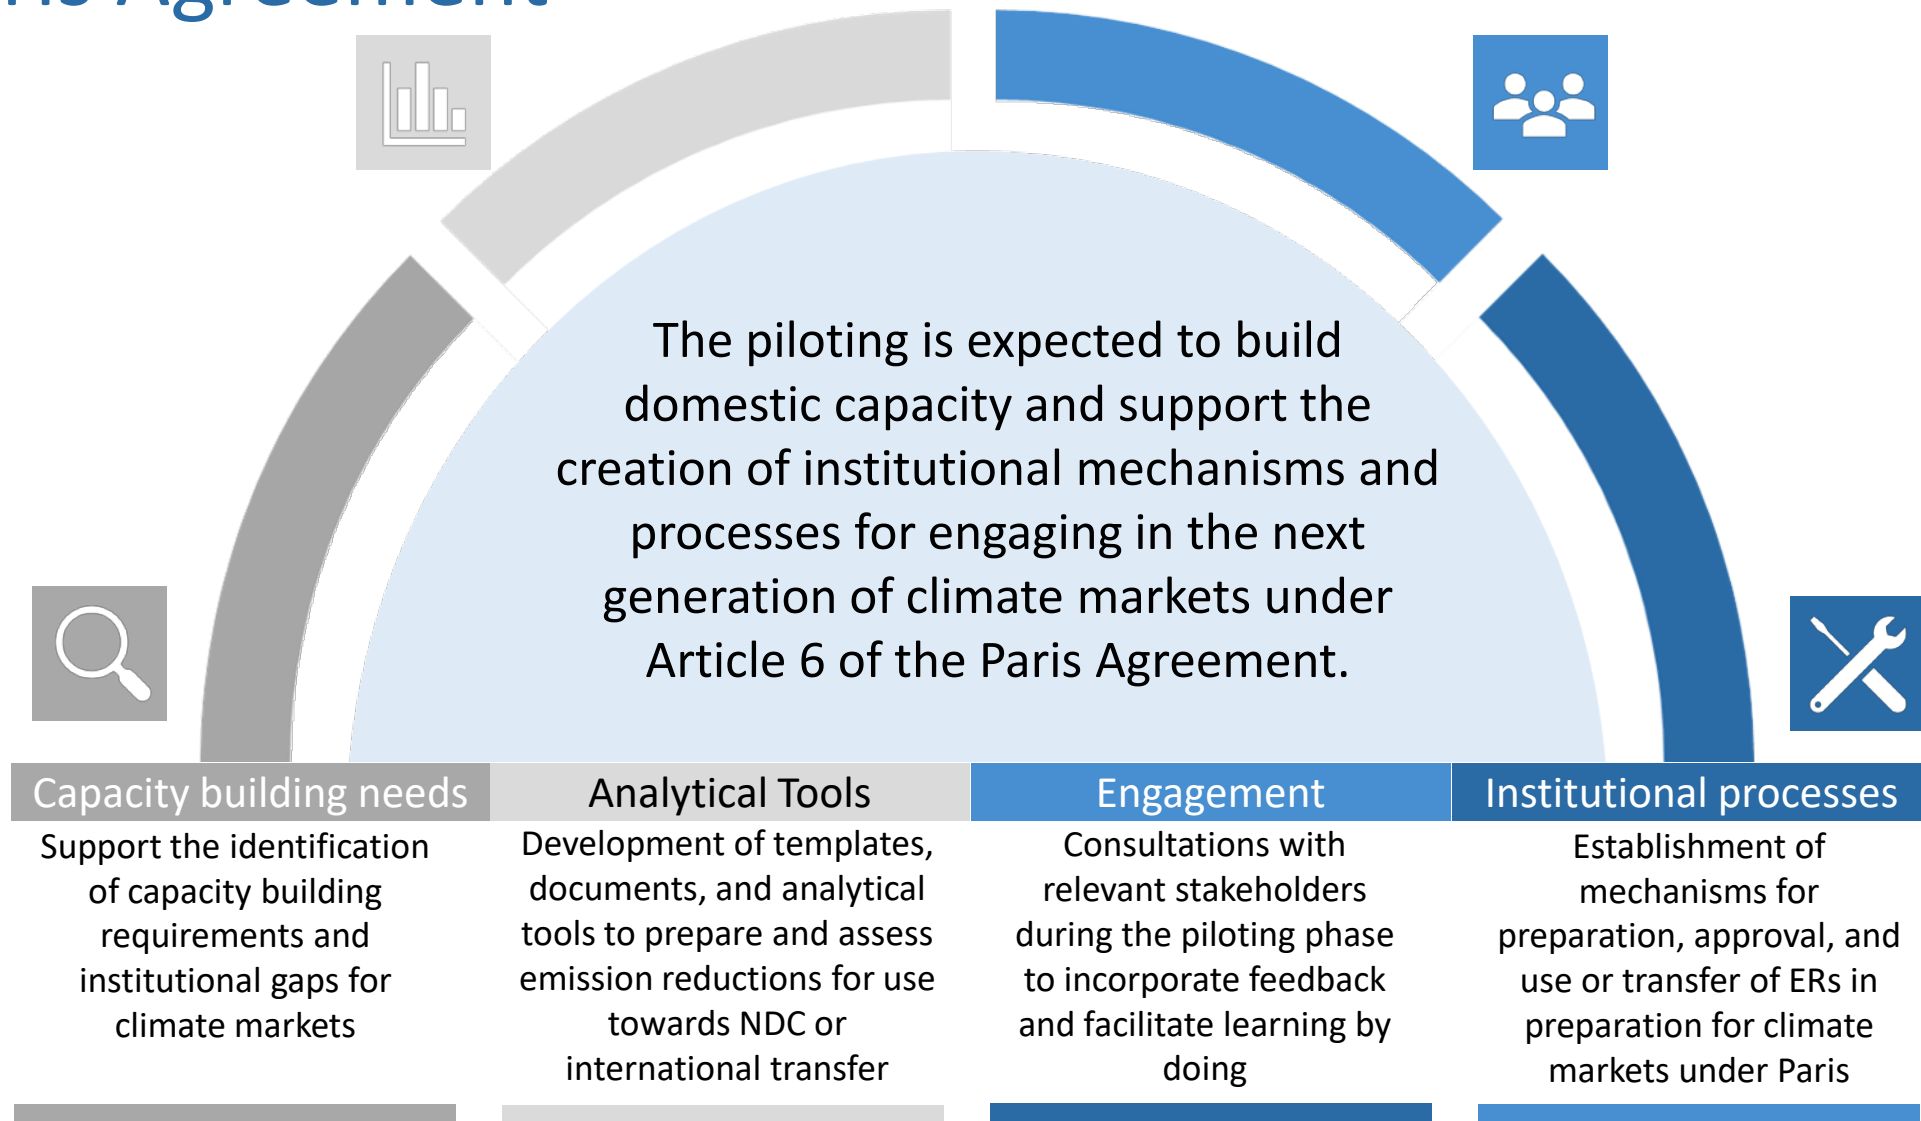 Agreement
The piloting is expected to build
domestic capacity and support the
creation of institutional mechanisms and
processes for engaging in the next
generation of climate markets under
Article 6 of the Paris Agreement.
Capacity building needs
Support the identification
of capacity building
requirements and
institutional gaps for
climate markets
Analytical Tools
Development of templates,
documents, and analytical
tools to prepare and assess
emission reductions for use
towards NDC or
international transfer
Engagement
Consultations with
relevant stakeholders
during the piloting phase
to incorporate feedback
and facilitate learning by
doing
Institutional processes
Establishment of
mechanisms for
preparation, approval, and
use or transfer of ERs in
preparation for climate
markets under Paris